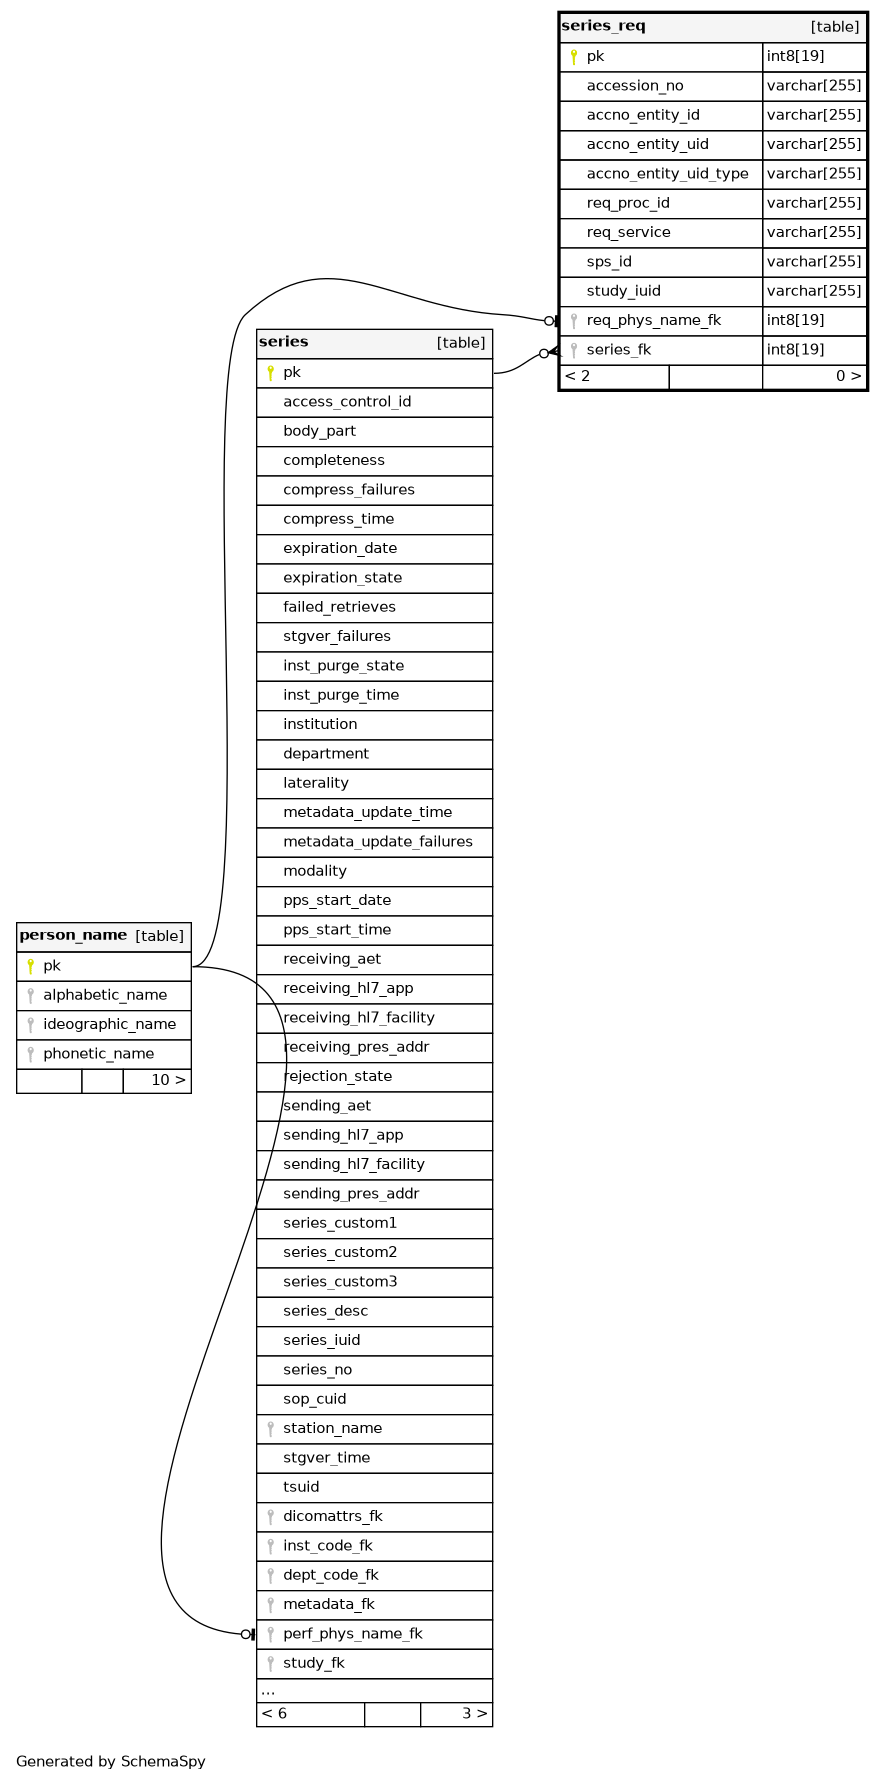 series_req [table]
pk int8[19]
accession_no varchar[255]
accno_entity_id varchar[255]
accno_entity_uid varchar[255]
accno_entity_uid_type varchar[255]
req_proc_id varchar[255]
req_service varchar[255]
sps_id varchar[255]
study_iuid varchar[255]
req_phys_name_fk int8[19]
series_fk int8[19]
< 2 0 >
series [table]
pk
access_control_id
body_part
completeness
compress_failures
compress_time
expiration_date
expiration_state
failed_retrieves
stgver_failures
inst_purge_state
inst_purge_time
institution
department
laterality
metadata_update_time
metadata_update_failures
modality
pps_start_date
pps_start_time
receiving_aet
receiving_hl7_app
receiving_hl7_facility
receiving_pres_addr
rejection_state
sending_aet
sending_hl7_app
sending_hl7_facility
sending_pres_addr
series_custom1
series_custom2
series_custom3
series_desc
series_iuid
series_no
sop_cuid
station_name
stgver_time
tsuid
dicomattrs_fk
inst_code_fk
dept_code_fk
metadata_fk
perf_phys_name_fk
study_fk
...
< 6 3 >
person_name [table]
pk
alphabetic_name
ideographic_name
phonetic_name
10 >
Generated by SchemaSpy